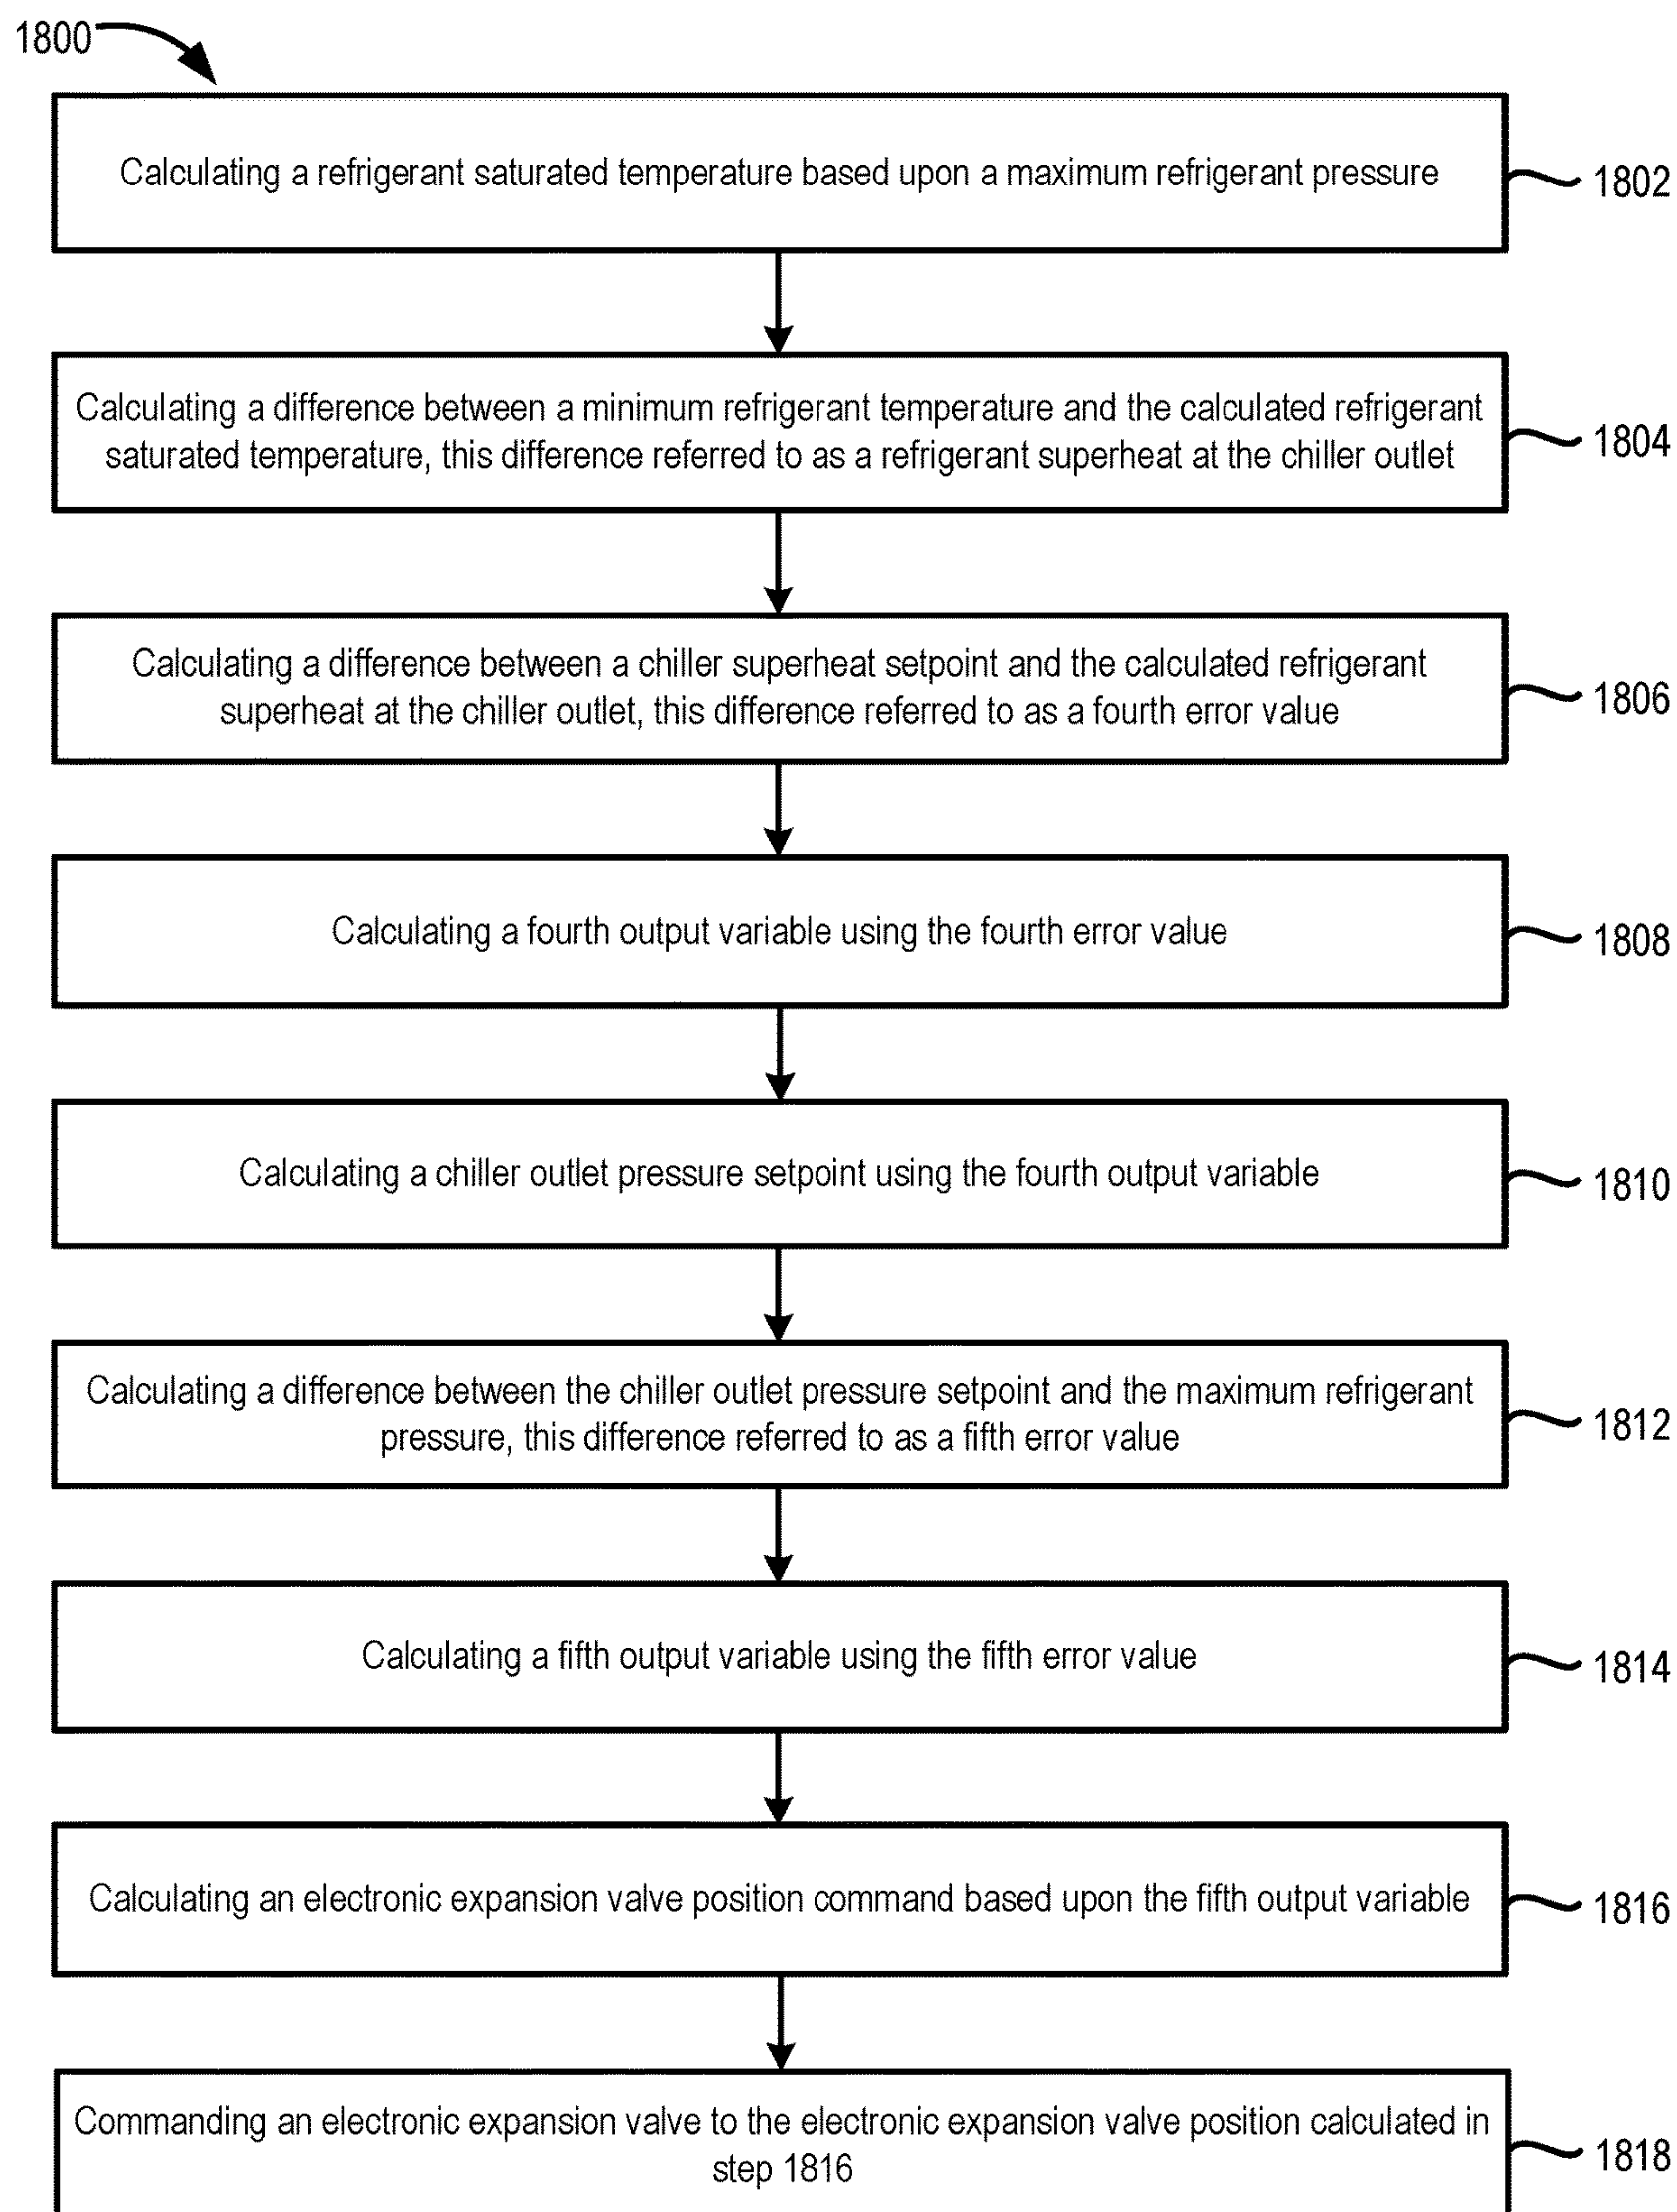 1800
Calculating a refrigerant saturated temperature based upon a maximum refrigerant pressure
1802
Calculating a difference between a minimum refrigerant temperature and the calculated refrigerant
saturated temperature, this difference referred to as a refrigerant superheat at the chiller outlet
1804
Calculating a difference between a chiller superheat setpoint and the calculated refrigerant
superheat at the chiller outlet, this difference referred to as a fourth error value
1806
Calculating a fourth output variable using the fourth error value
1808
Calculating a chiller outlet pressure setpoint using the fourth output variable
1810
Calculating a difference between the chiller outlet pressure setpoint and the maximum refrigerant
pressure, this difference referred to as a fifth error value
1812
Calculating a fifth output variable using the fifth error value
1814
Calculating an electronic expansion valve position command based upon the fifth output variable
1816
Commanding an electronic expansion valve to the electronic expansion valve position calculated in
step 1816
1818